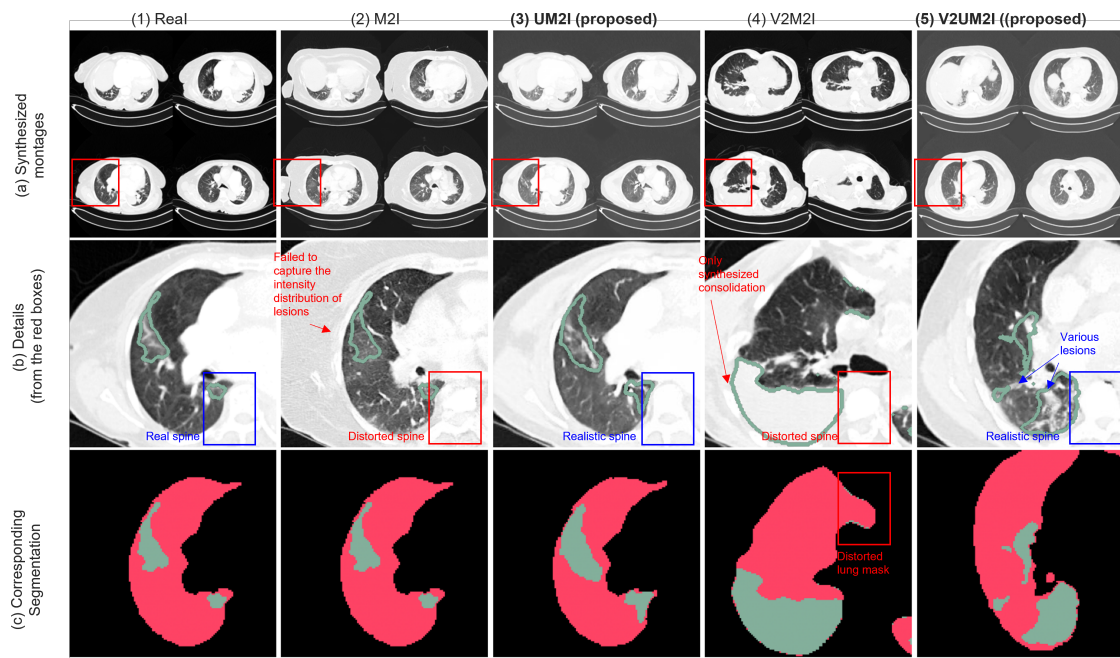 (1) Real
(2) M2I
(3) UM2I (proposed)
(4) V2M2I
(5) V2UM2I ((proposed)
(a) Synthesized
montages
(b) Details
(from the red boxes)
Failed to
capture the
intensity
distribution of
lesions
Only
synthesized
consolidation
Various
lesions
Real spine
Distorted spine
Realistic spine
Distorted spine
Realistic spine
(c) Corresponding
Segmentation
Distorted
lung mask